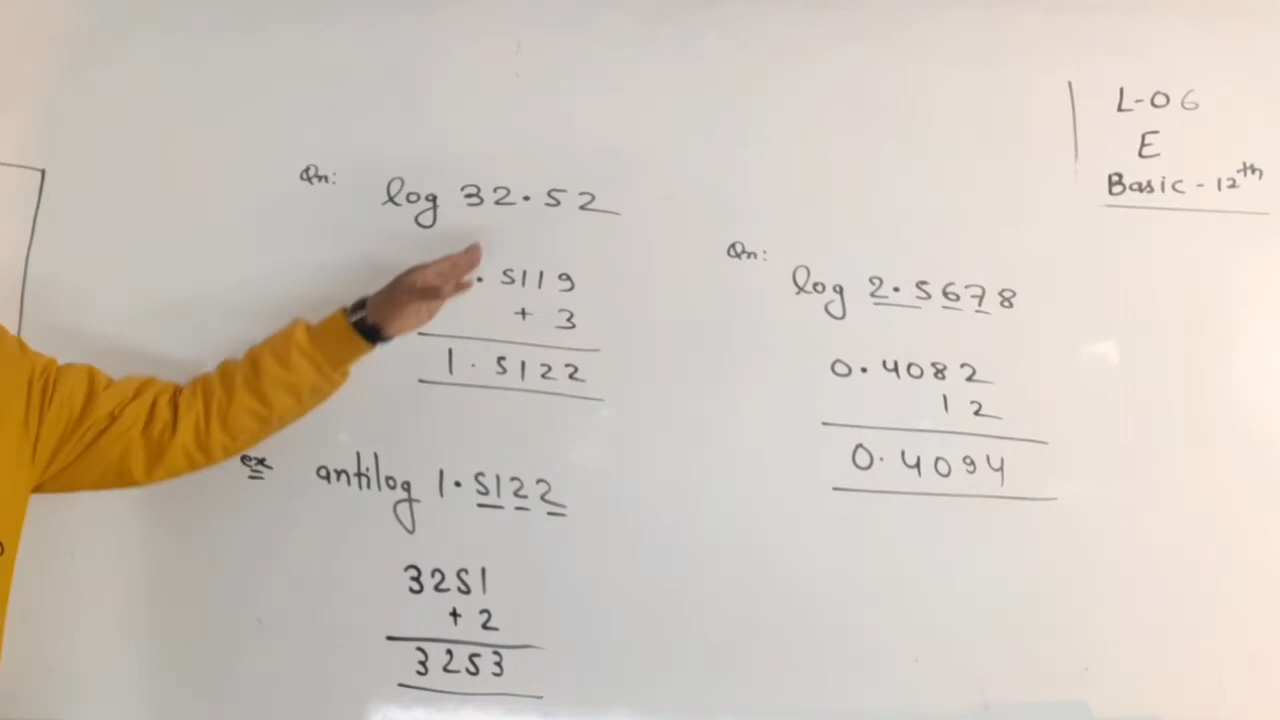 L-06
E
Basic - 12th
Qn: log 32.52
.5119
+ 3
1.5122
ex antilog 1.5122
3251
+ 2
3253
Qn: log 2.5678
0.4082
12
0.4094